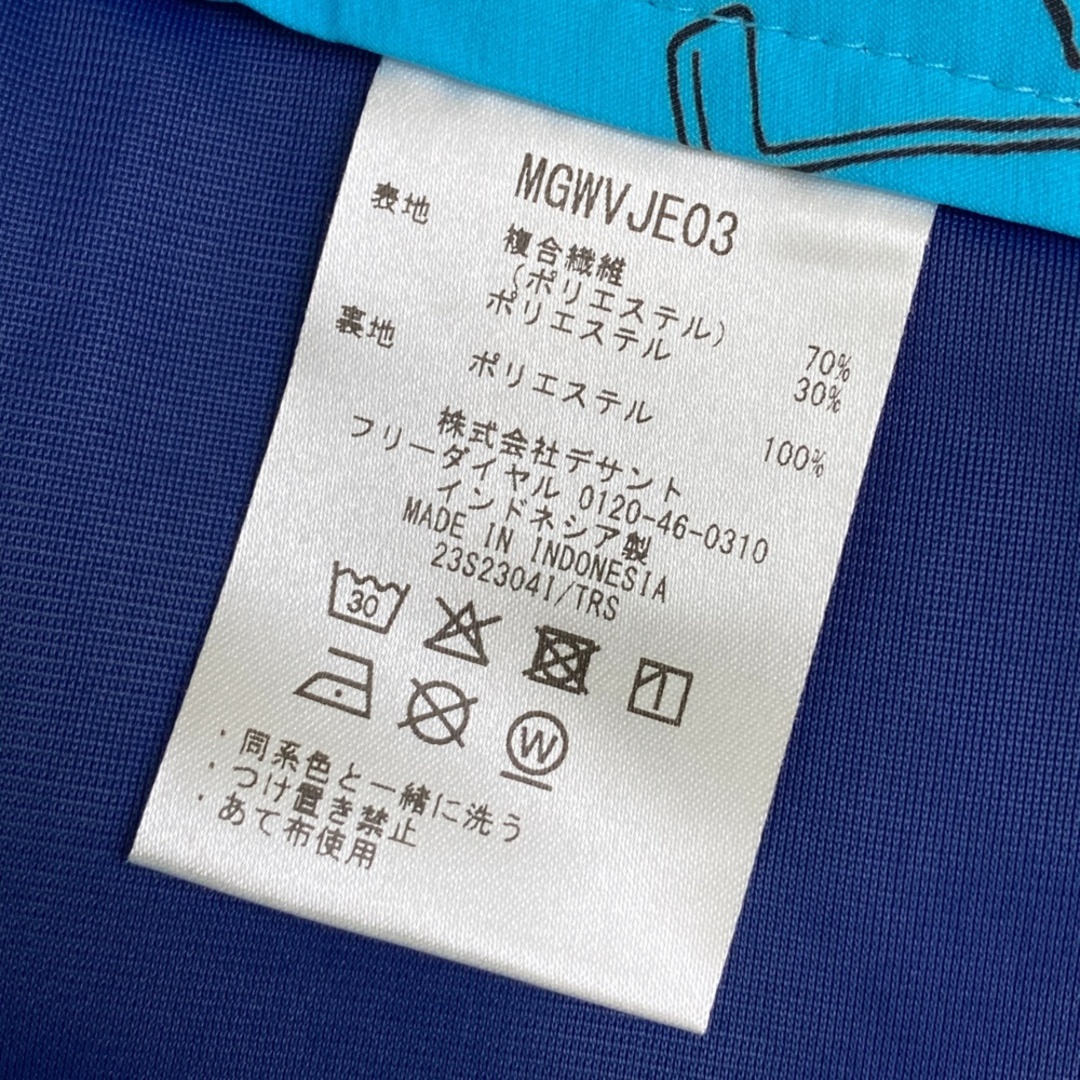 MGWVJE03
表地
複合繊維
(ポリエステル) 70%
ポリエステル 30%
裏地
ポリエステル 100%
株式会社デサント
フリーダイヤル 0120-46-0310
インドネシア製
MADE IN INDONESIA
23S2304I/TRS
30
W
・同系色と一緒に洗う
・つけ置き禁止
・あて布使用